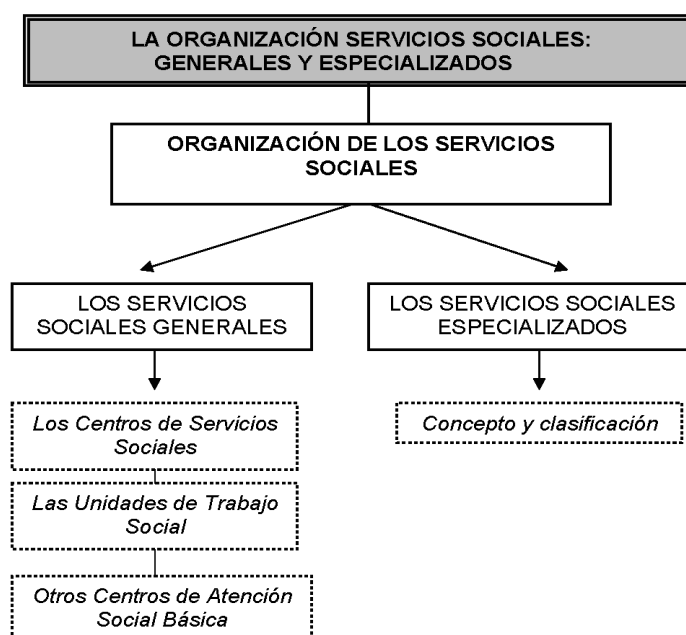 LA ORGANIZACIÓN SERVICIOS SOCIALES:
GENERALES Y ESPECIALIZADOS
ORGANIZACIÓN DE LOS SERVICIOS
SOCIALES
LOS SERVICIOS
SOCIALES GENERALES
LOS SERVICIOS SOCIALES
ESPECIALIZADOS
Los Centros de Servicios
Sociales
Concepto y clasificación
Las Unidades de Trabajo
Social
Otros Centros de Atención
Social Básica